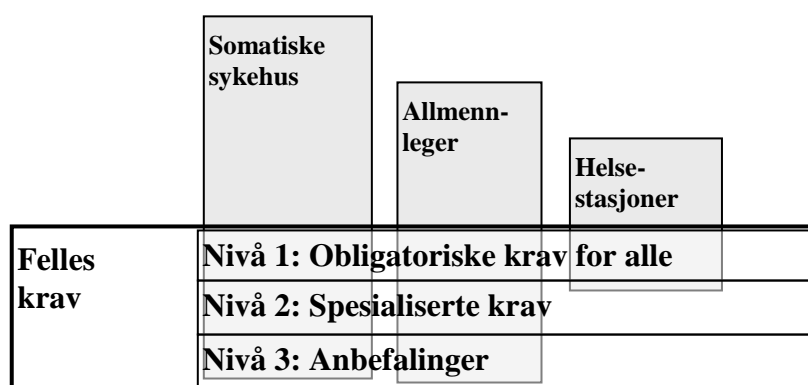 Somatiske
sykehus
Allmenn-
leger
Helse-
stasjoner
Felles
krav
Nivå 1: Obligatoriske krav for alle
Nivå 2: Spesialiserte krav
Nivå 3: Anbefalinger